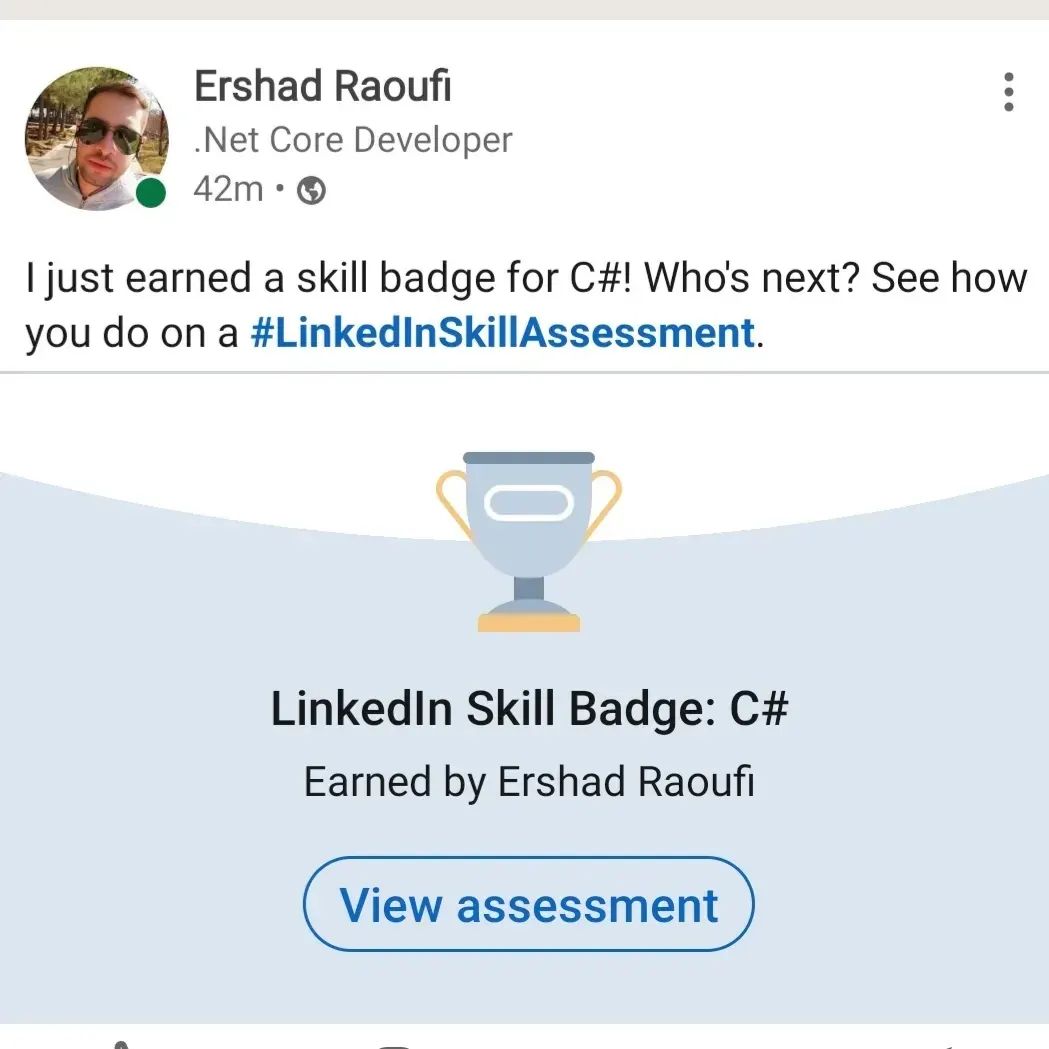 Ershad Raoufi
.Net Core Developer
42m •
I just earned a skill badge for C#! Who's next? See how
you do on a #LinkedInSkillAssessment.
LinkedIn Skill Badge: C#
Earned by Ershad Raoufi
View assessment